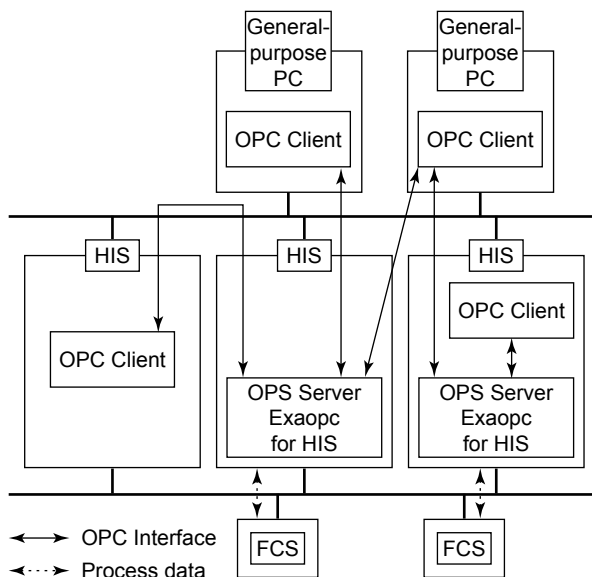 General-
purpose
PC
General-
purpose
PC
OPC Client
OPC Client
HIS
HIS
HIS
OPC Client
OPC Client
OPS Server
Exaopc
for HIS
OPS Server
Exaopc
for HIS
OPC Interface
Process data
FCS
FCS